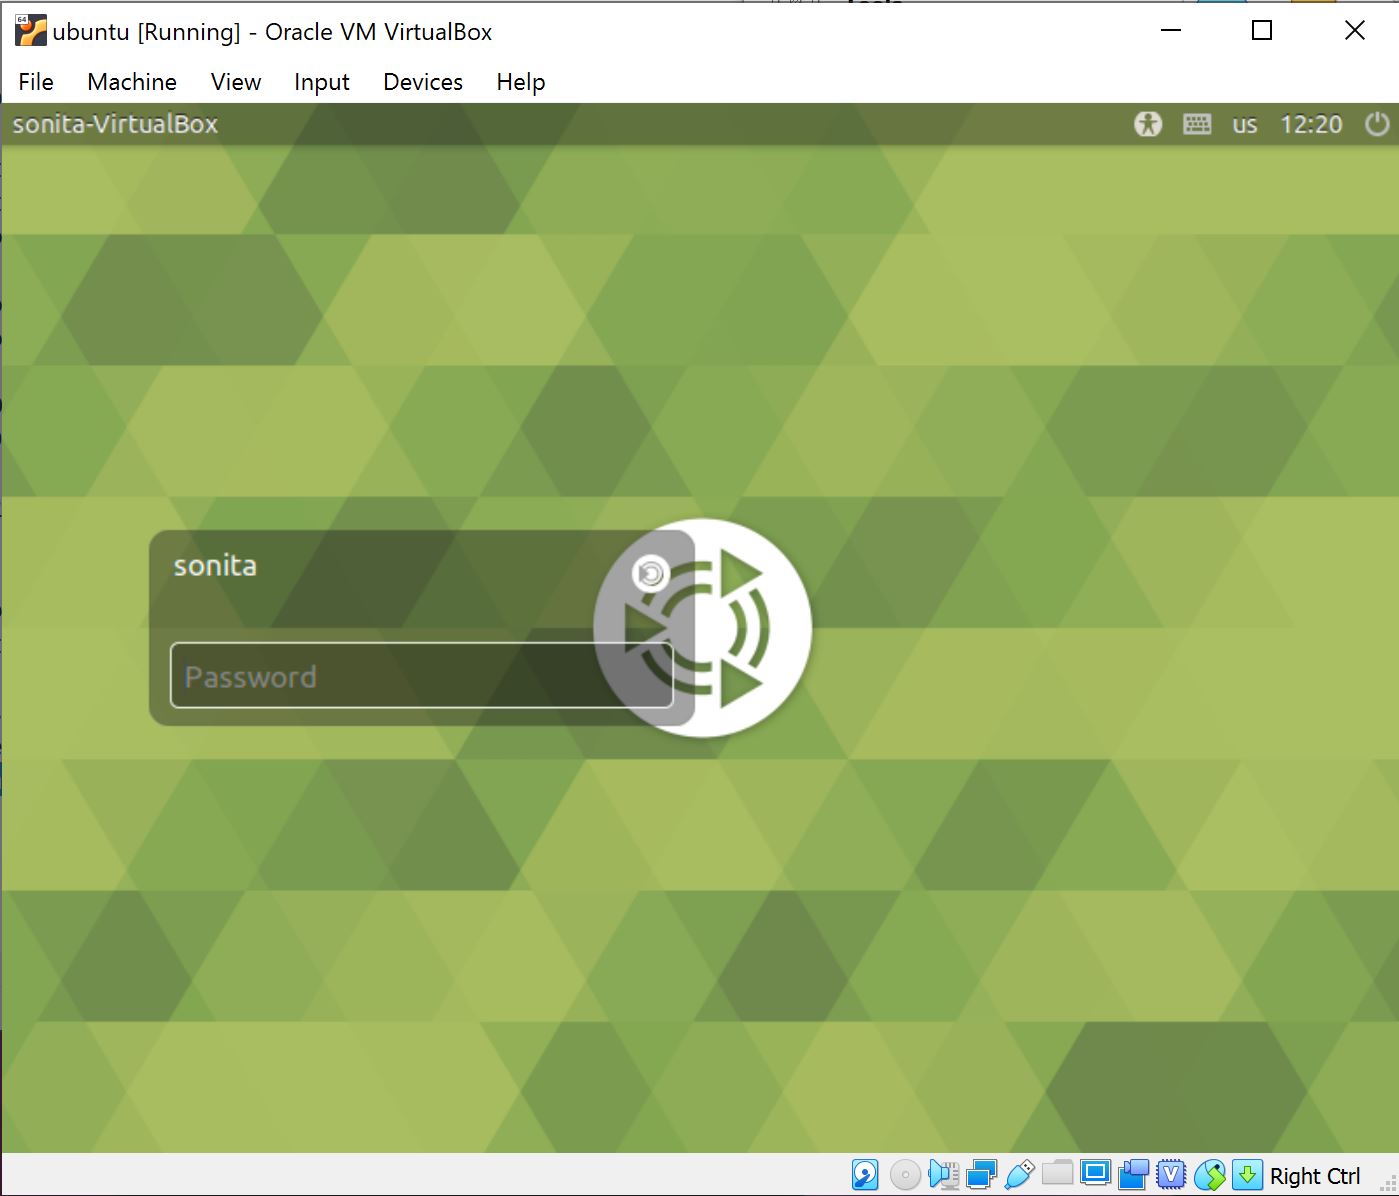 ubuntu [Running] - Oracle VM VirtualBox
File Machine View Input Devices Help
sonita-VirtualBox us 12:20
sonita
Password
Right Ctrl